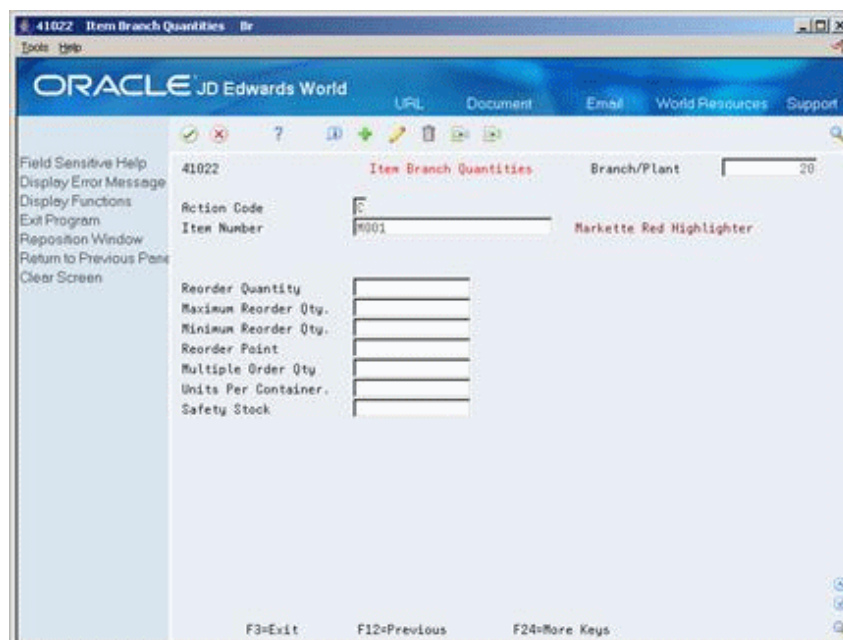 41022 Item Branch Quantities Br
Tools Help
ORACLE JD Edwards World
URL Document Email World Resources Support
Field Sensitive Help
Display Error Message
Display Functions
Exit Program
Reposition Window
Return to Previous Pane
Clear Screen
41022 Item Branch Quantities Branch/Plant 20
Action Code C
Item Number M001 Markette Red Highlighter
Reorder Quantity
Maximum Reorder Qty.
Minimum Reorder Qty.
Reorder Point
Multiple Order Qty
Units Per Container.
Safety Stock
F3=Exit F12=Previous F24=More Keys